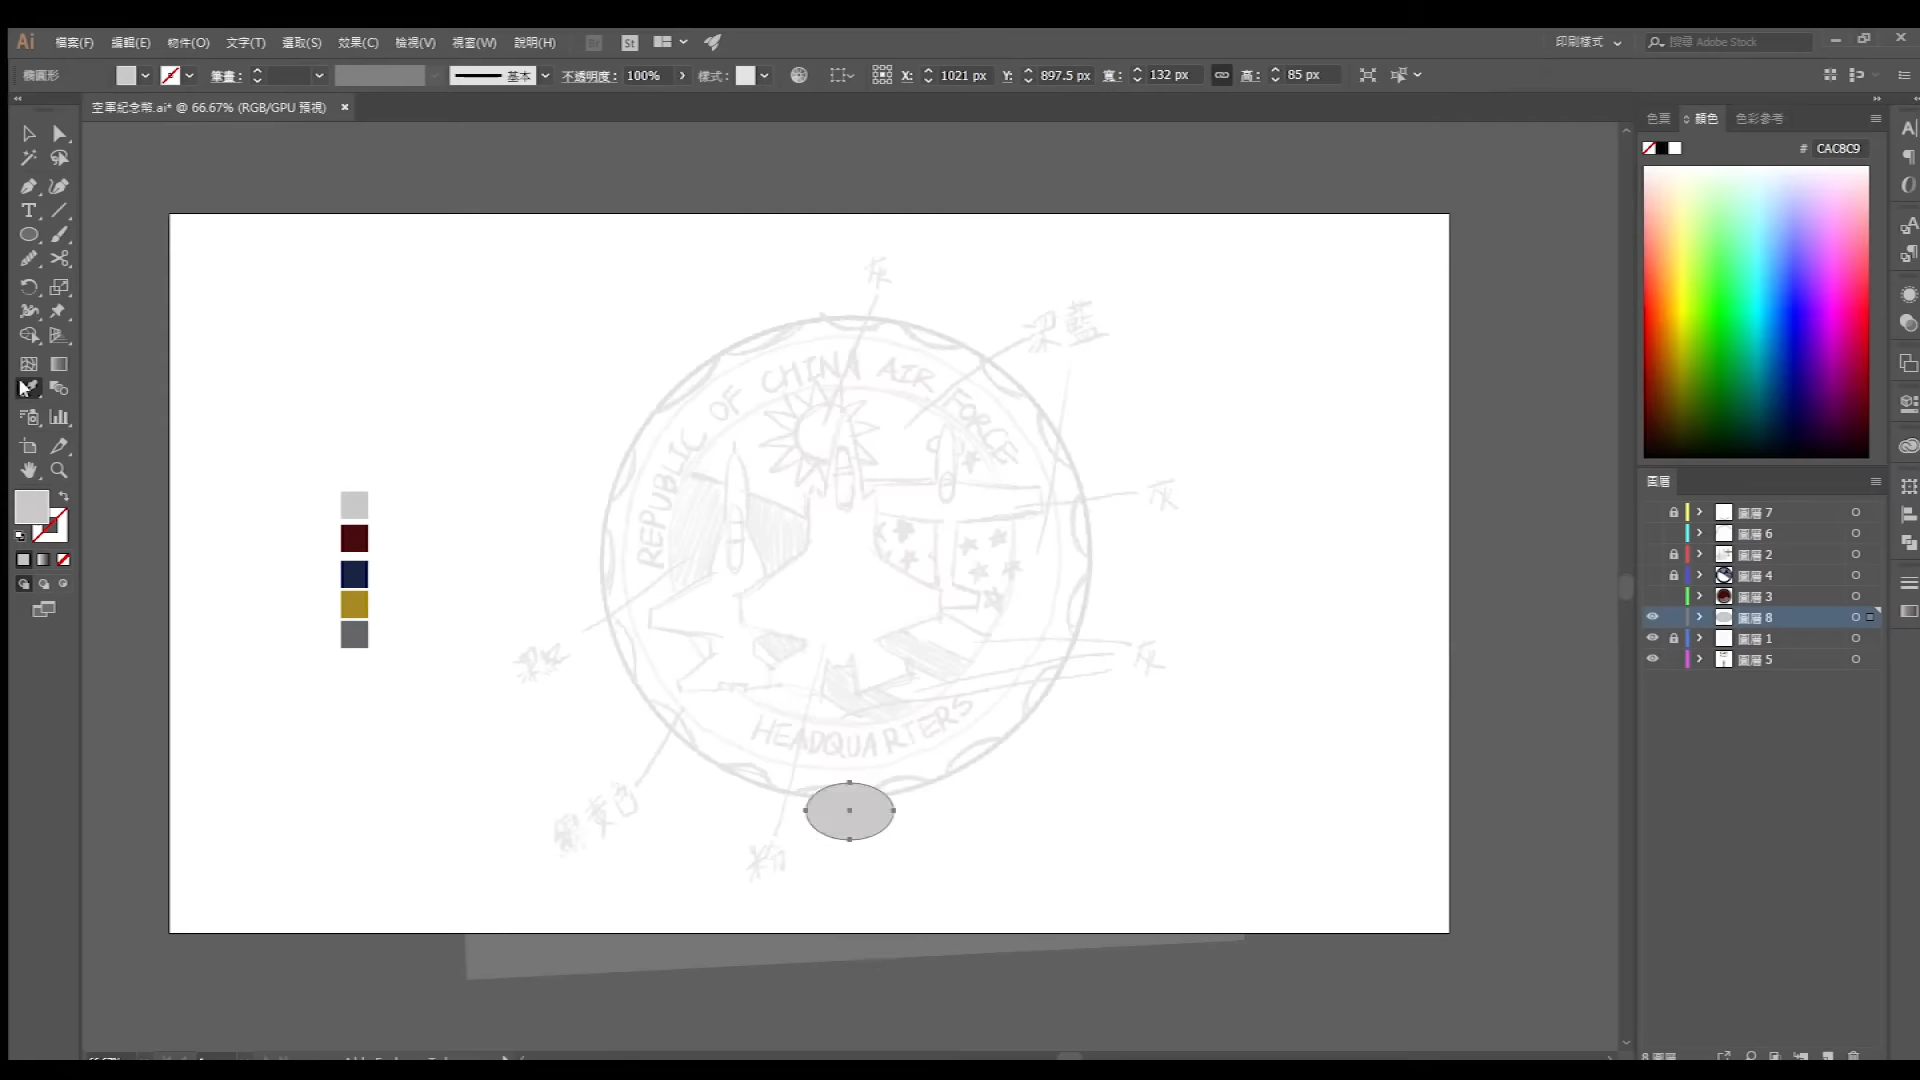 Ai 檔案(F) 編輯(E) 物件(O) 文字(T) 選取(S) 效果(C) 檢視(V) 視窗(W) 說明(H) Br St 印刷樣式 搜尋 Adobe Stock
橢圓形 筆畫: 基本 不透明度: 100% 樣式: X: 1021 px Y: 897.5 px 寬: 132 px 高: 85 px
空軍紀念幣.ai* @ 66.67% (RGB/GPU 預視)
色票 顏色 色彩參考
# CAC8C9
灰
深藍
REPUBLIC OF CHINA AIR FORCE
灰
深紅
灰
HEADQUARTERS
粉
圖層
圖層 7
圖層 6
圖層 2
圖層 4
圖層 3
圖層 8
圖層 1
圖層 5
8 圖層